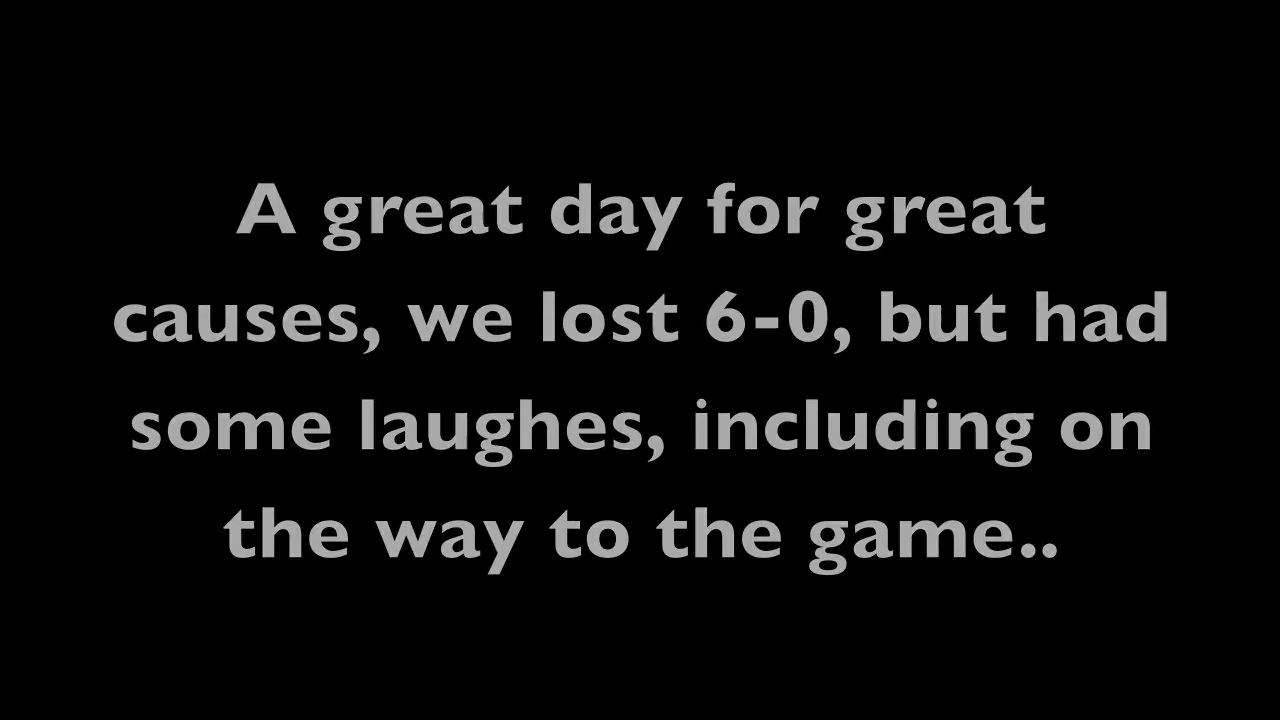 A great day for great
causes, we lost 6-0, but had
some laughes, including on
the way to the game..